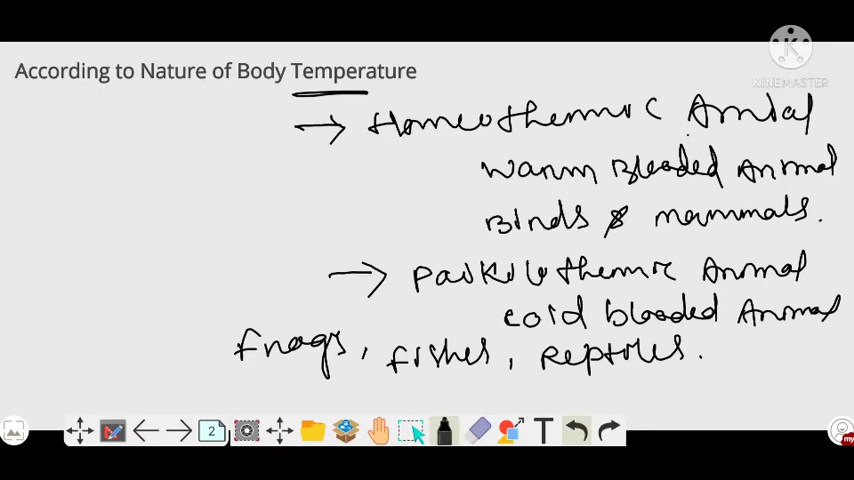 KINEMASTER
According to Nature of Body Temperature
→ Homeothermic Animal
Warm Blooded Animal
Birds & mammals.
→ Poikilothermic Animal
cold blooded Animal
Frogs, fishes, Reptiles.
2
T